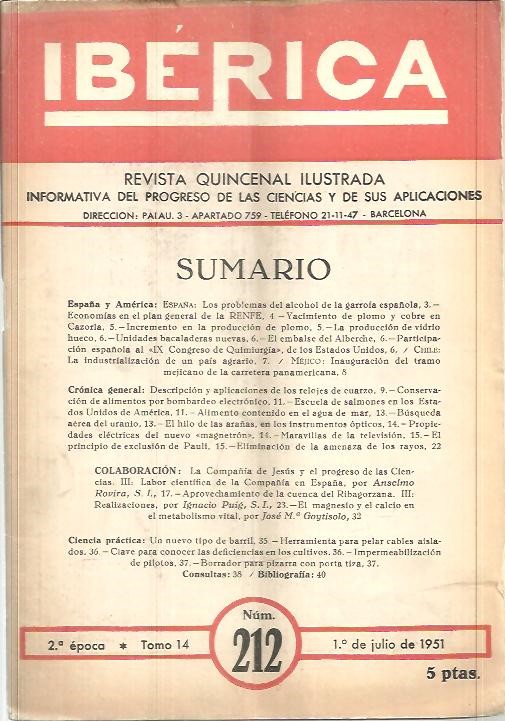 IBÉRICA
REVISTA QUINCENAL ILUSTRADA
INFORMATIVA DEL PROGRESO DE LAS CIENCIAS Y DE SUS APLICACIONES
DIRECCION: PALAU. 3 - APARTADO 759 - TELÉFONO 21-11-47 - BARCELONA
SUMARIO
España y América: ESPAÑA: Los problemas del alcohol de la garrofa española, 3.—
Economías en el plan general de la RENFE, 4 —Yacimiento de plomo y cobre en
Cazorla, 5.—Incremento en la producción de plomo, 5.—La producción de vidrio
hueco, 6.—Unidades bacaladeras nuevas, 6.—El embalse del Alberche, 6.—Participa-
ción española al «IX Congreso de Quimiurgia», de los Estados Unidos, 6. / CHILE:
La industrialización de un país agrario, 7. / MÉJICO: Inauguración del tramo
mejicano de la carretera panamericana, 8
Crónica general: Descripción y aplicaciones de los relojes de cuarzo, 9.—Conserva-
ción de alimentos por bombardeo electrónico, 11.—Escuela de salmones en los Esta-
dos Unidos de América, 11.—Alimento contenido en el agua de mar, 13.—Búsqueda
aérea del uranio, 13.—El hilo de las arañas, en los instrumentos ópticos, 14.—Propie-
dades eléctricas del nuevo «magnetrón», 14.—Maravillas de la televisión, 15.—El
principio de exclusión de Pauli, 15.—Eliminación de la amenaza de los rayos, 22
COLABORACIÓN: La Compañía de Jesús y el progreso de las Cien-
cias. III: Labor científica de la Compañía en España, por Anselmo
Rovira, S. I., 17.—Aprovechamiento de la cuenca del Ribagorzana. III:
Realizaciones, por Ignacio Puig, S. I., 23.—El magnesio y el calcio en
el metabolismo vital, por José M.ª Goytisolo, 32
Ciencia práctica: Un nuevo tipo de barril, 35.—Herramienta para pelar cables aisla-
dos. 36.—Clave para conocer las deficiencias en los cultivos. 36.—Impermeabilización
de pilotos, 37.—Borrador para pizarra con porta tiza, 37.
Consultas: 38 / Bibliografía: 40
2.ª época * Tomo 14
Núm.
212
1.º de julio de 1951
5 ptas.